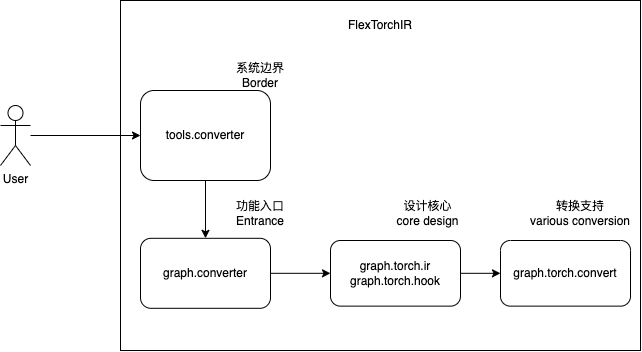 FlexTorchIR
系统边界
Border
tools.converter
User
功能入口
Entrance
设计核心
core design
转换支持
various conversion
graph.converter
graph.torch.ir
graph.torch.hook
graph.torch.convert